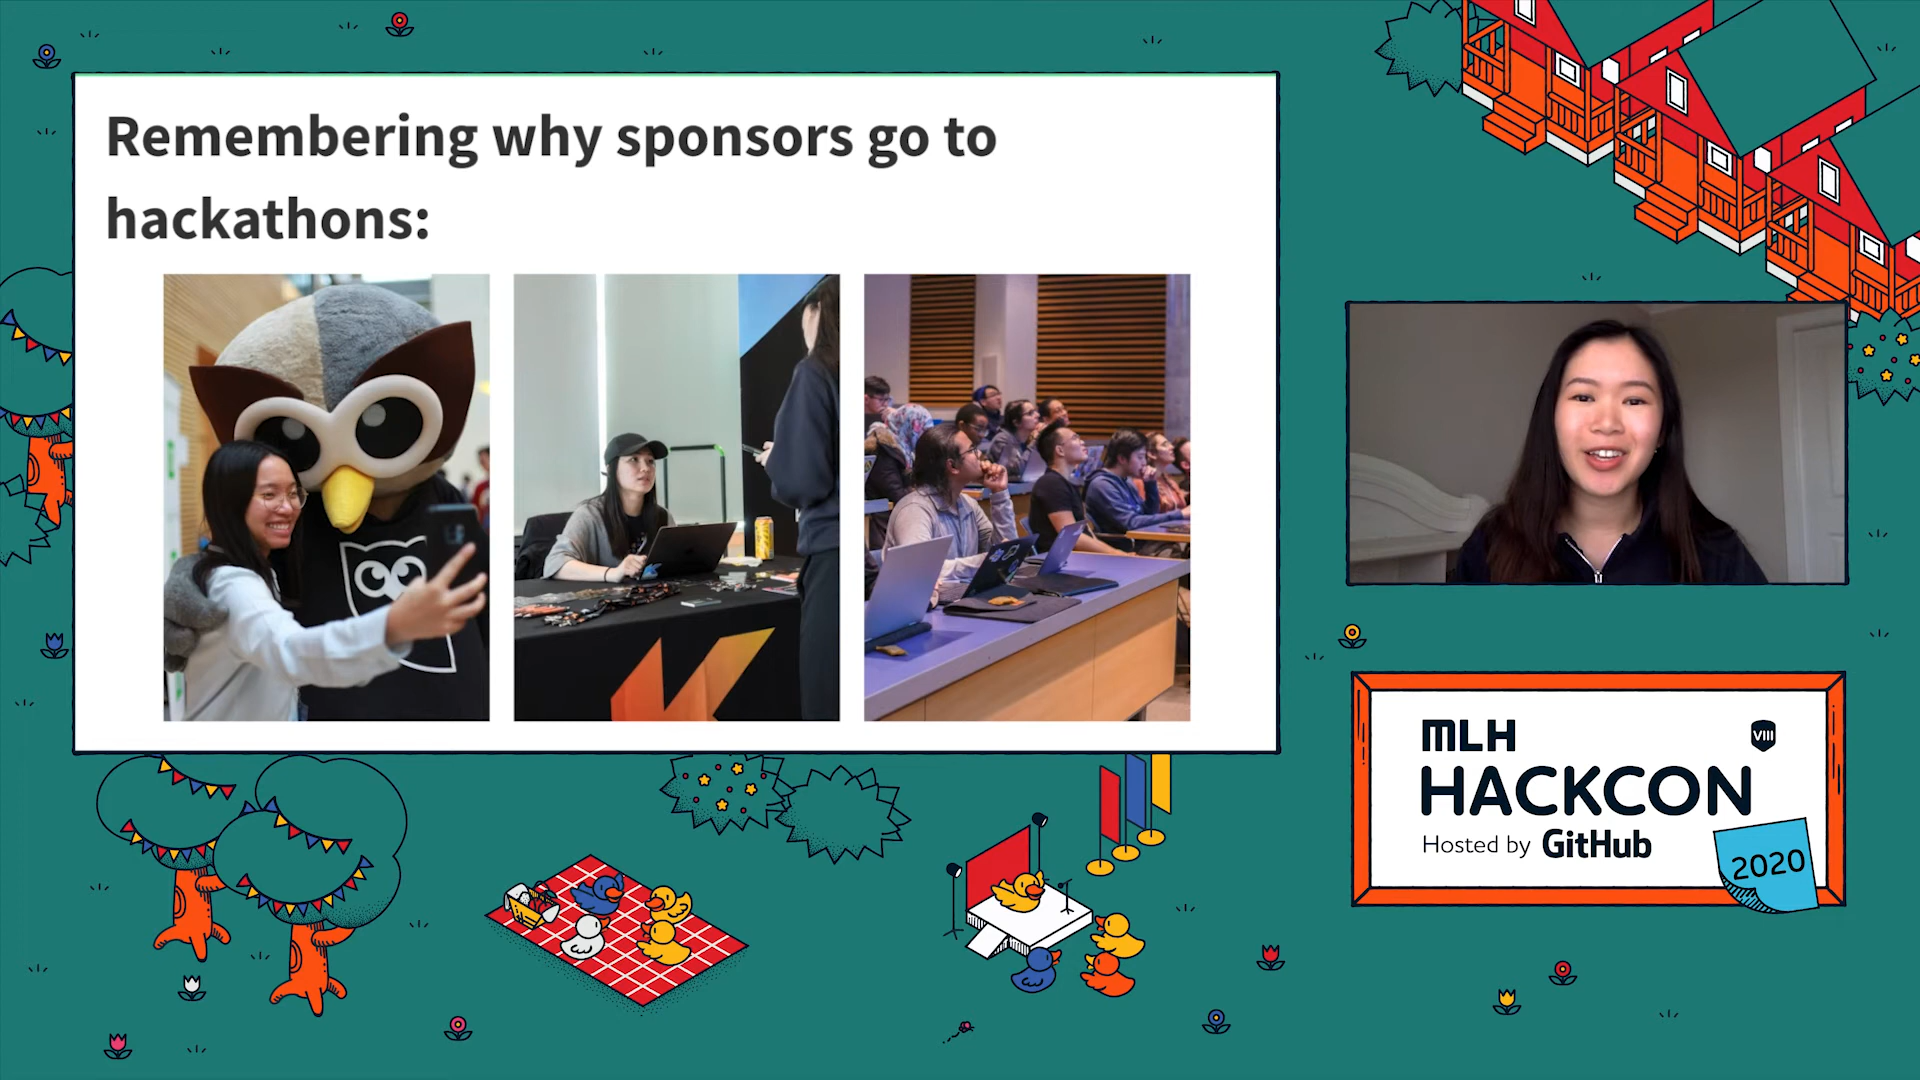 Remembering why sponsors go to
hackathons:
MLH
VIII
HACKCON
Hosted by GitHub
2020